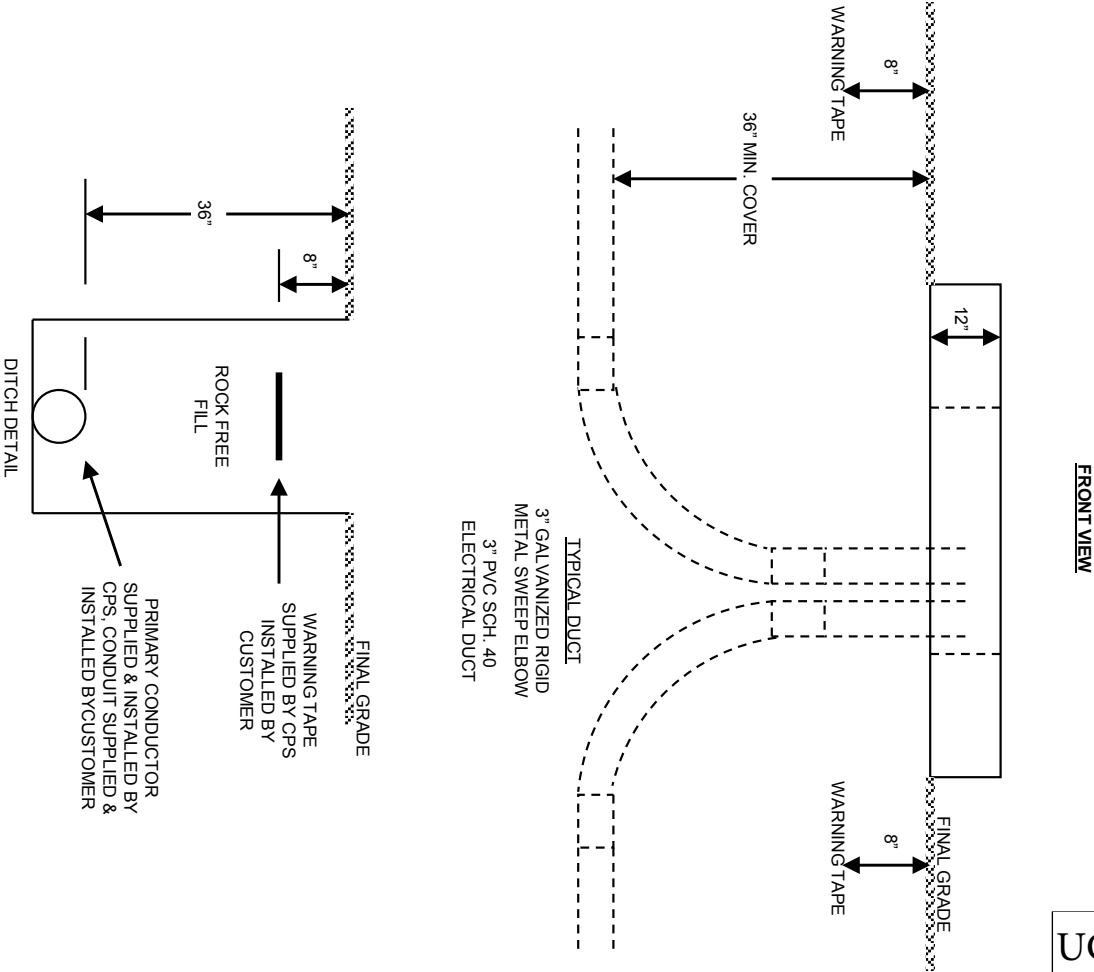 FRONT VIEW
12"
8"
WARNING TAPE
36" MIN. COVER
FINAL GRADE
8"
WARNING TAPE
TYPICAL DUCT
3" GALVANIZED RIGID
METAL SWEEP ELBOW
3" PVC SCH. 40
ELECTRICAL DUCT
36"
8"
FINAL GRADE
ROCK FREE
FILL
WARNING TAPE
SUPPLIED BY CPS
INSTALLED BY
CUSTOMER
PRIMARY CONDUCTOR
SUPPLIED & INSTALLED BY
CPS, CONDUIT SUPPLIED &
INSTALLED BYCUSTOMER
DITCH DETAIL